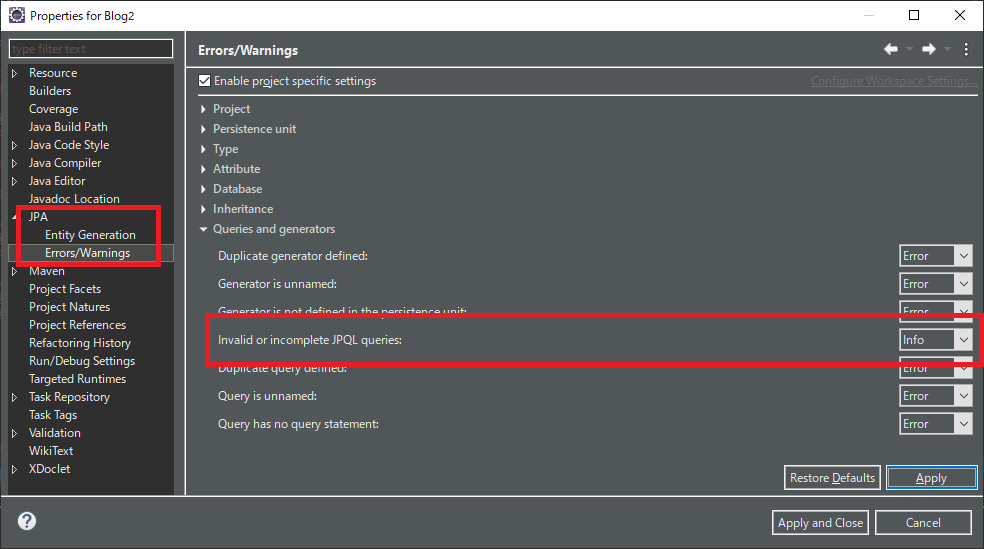 Properties for Blog2
type filter text
Resource
Builders
Coverage
Java Build Path
Java Code Style
Java Compiler
Java Editor
Javadoc Location
JPA
Entity Generation
Errors/Warnings
Maven
Project Facets
Project Natures
Project References
Refactoring History
Run/Debug Settings
Targeted Runtimes
Task Repository
Task Tags
Validation
WikiText
XDoclet
Errors/Warnings
Enable project specific settings
Configure Workspace Settings...
Project
Persistence unit
Type
Attribute
Database
Inheritance
Queries and generators
Duplicate generator defined: Error
Generator is unnamed: Error
Generator is not defined in the persistence unit: Error
Invalid or incomplete JPQL queries: Info
Duplicate query defined: Error
Query is unnamed: Error
Query has no query statement: Error
Restore Defaults Apply
? Apply and Close Cancel